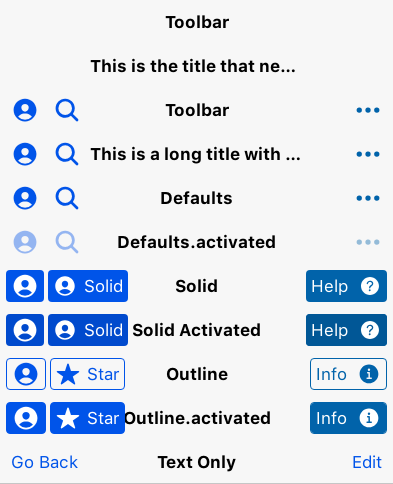 Toolbar
This is the title that ne...
Toolbar
This is a long title with ...
Defaults
Defaults.activated
Solid Solid Help
Solid Solid Activated Help
Star Outline Info
Star Outline.activated Info
Go Back Text Only Edit